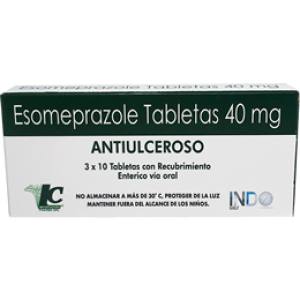 Esomeprazole Tabletas 40 mg
ANTIULCEROSO
3 x 10 Tabletas con Recubrimiento
Enterico vía oral
NO ALMACENAR A MÁS DE 30° C, PROTEGER DE LA LUZ
MANTENER FUERA DEL ALCANCE DE LOS NIÑOS.
INDO